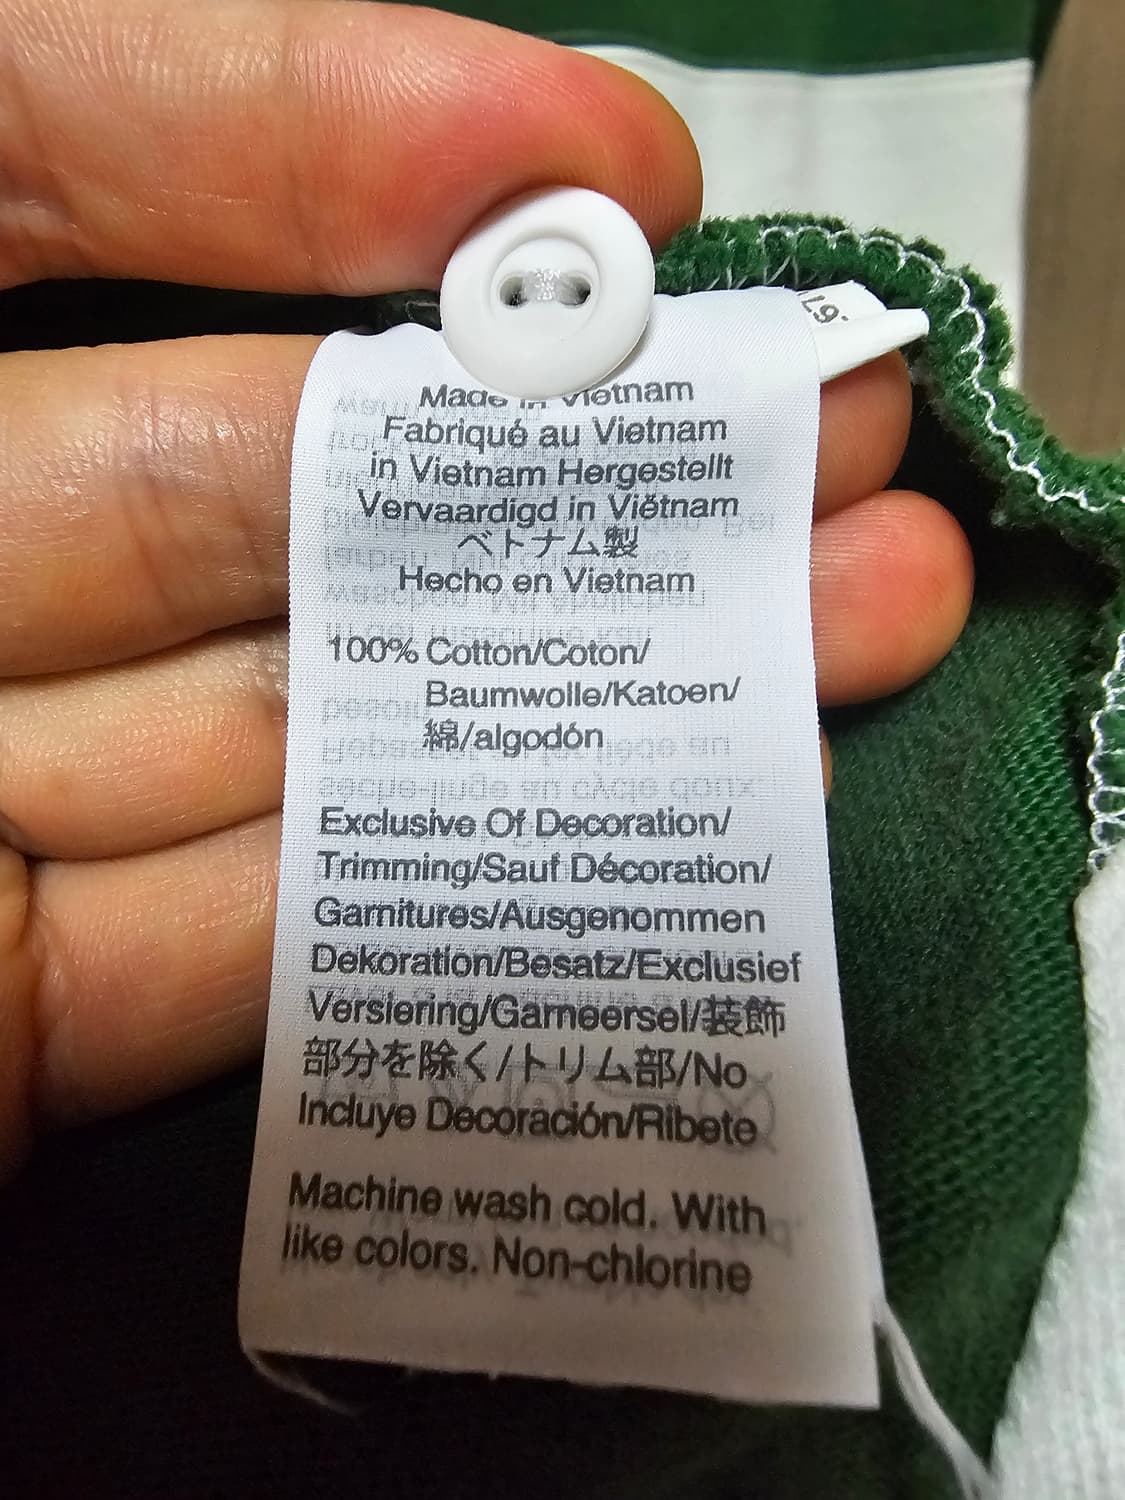 .67
Made in Vietnam
Fabriqué au Vietnam
in Vietnam Hergestellt
Vervaardigd in Viëtnam
ベトナム製
Hecho en Vietnam
100% Cotton/Coton/
Baumwolle/Katoen/
綿/algodón
Exclusive Of Decoration/
Trimming/Sauf Décoration/
Garnitures/Ausgenommen
Dekoration/Besatz/Exclusief
Versiering/Garneersel/装飾
部分を除く/トリム部/No
Incluye Decoración/Ribete
Machine wash cold. With
like colors. Non-chlorine